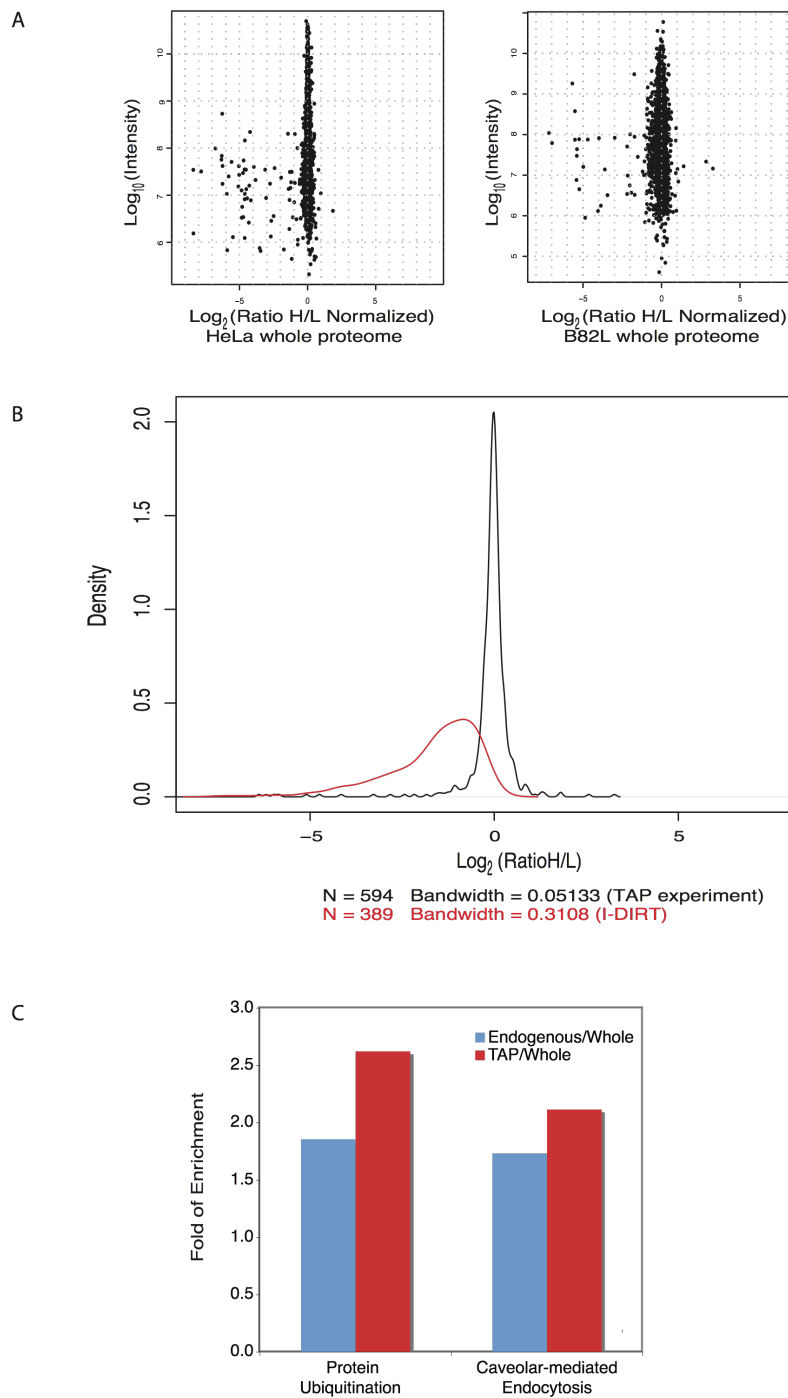 A
Log10 (Intensity)
10
9
8
7
6
-5
0
5
Log2 (Ratio H/L Normalized)
HeLa whole proteome
Log10 (Intensity)
10
9
8
7
6
5
-5
0
5
Log2 (Ratio H/L Normalized)
B82L whole proteome
B
Density
2.0
1.5
1.0
0.5
0.0
−5
0
5
Log2 (RatioH/L)
N = 594 Bandwidth = 0.05133 (TAP experiment)
N = 389 Bandwidth = 0.3108 (I-DIRT)
C
Fold of Enrichment
3.0
2.5
2.0
1.5
1.0
0.5
0.0
Endogenous/Whole
TAP/Whole
Protein
Ubiquitination
Caveolar-mediated
Endocytosis